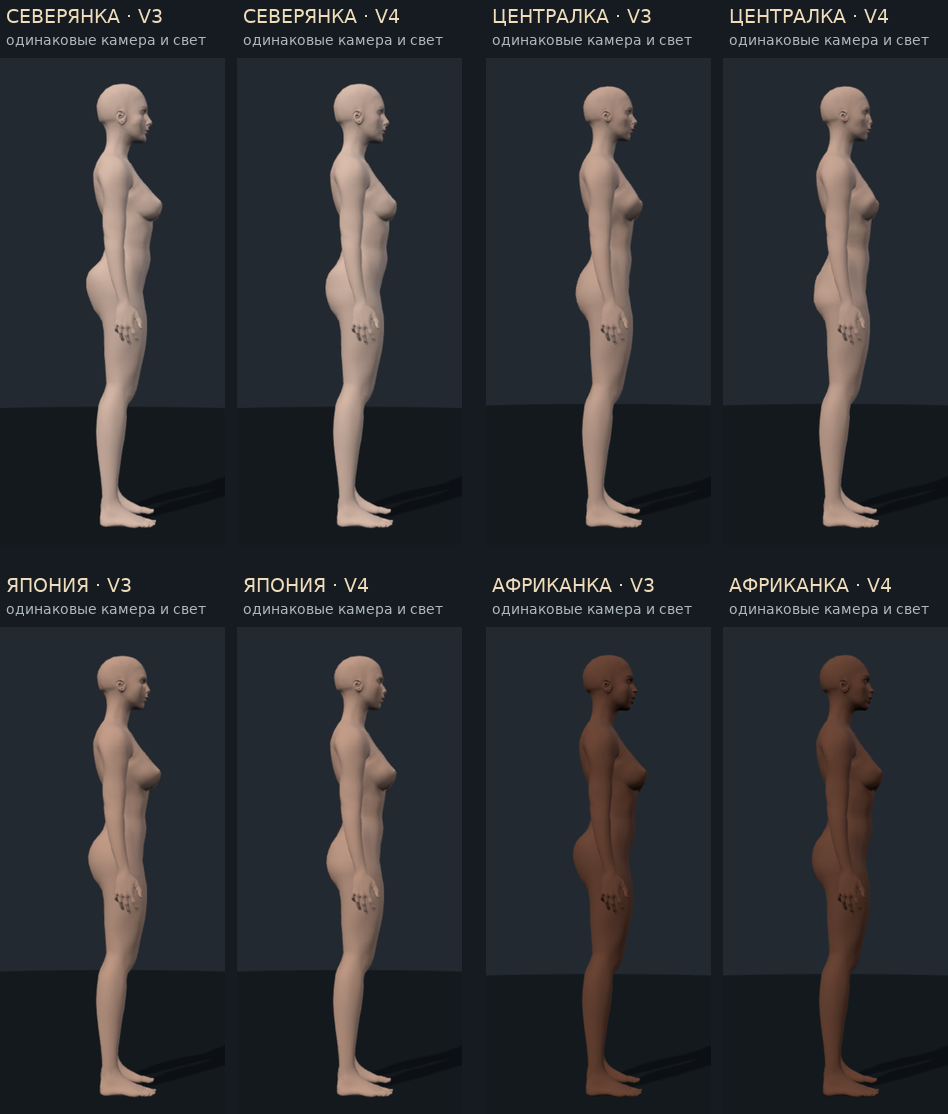 СЕВЕРЯНКА · V3
одинаковые камера и свет
СЕВЕРЯНКА · V4
одинаковые камера и свет
ЦЕНТРАЛКА · V3
одинаковые камера и свет
ЦЕНТРАЛКА · V4
одинаковые камера и свет
ЯПОНИЯ · V3
одинаковые камера и свет
ЯПОНИЯ · V4
одинаковые камера и свет
АФРИКАНКА · V3
одинаковые камера и свет
АФРИКАНКА · V4
одинаковые камера и свет